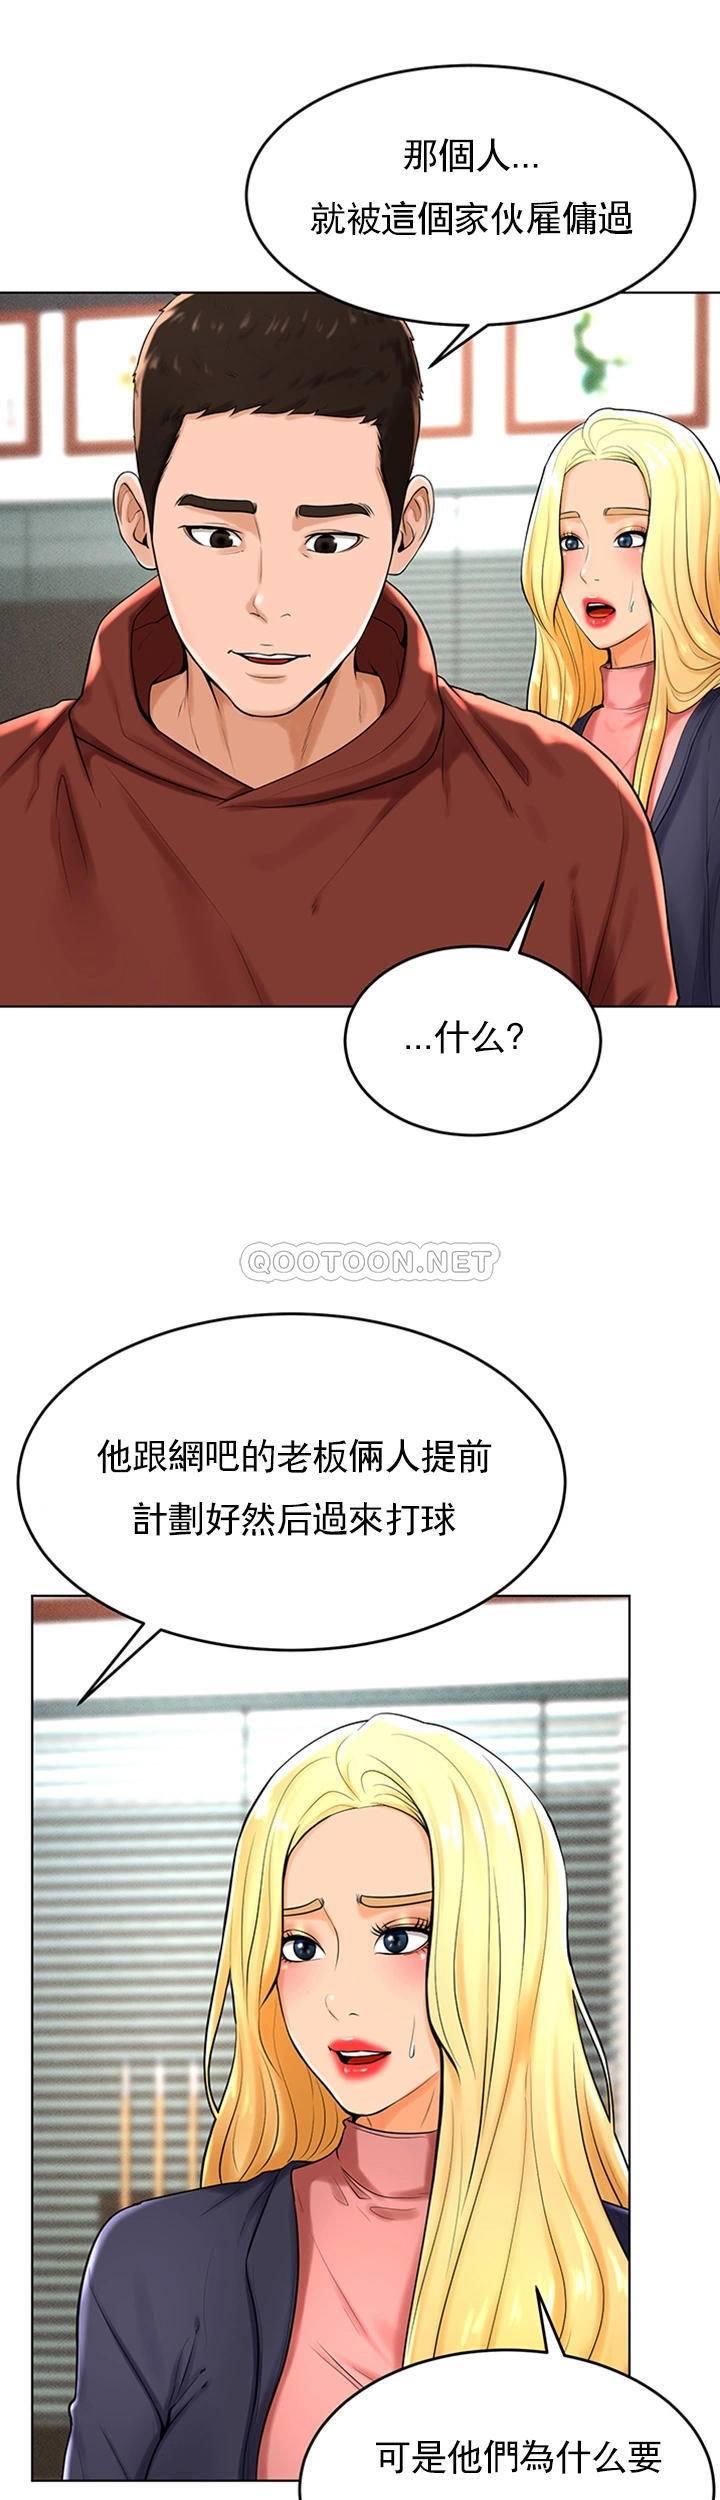 那個人...
就被這個家伙雇傭過
...什么?
QOOTOON.NET
他跟網吧的老板倆人提前
計劃好然后過來打球
可是他們為什么要